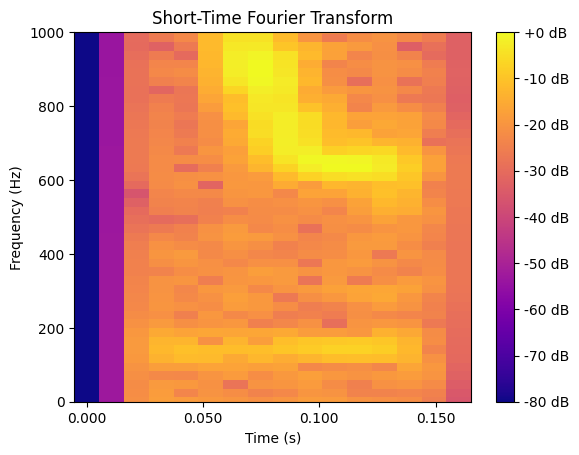 Short-Time Fourier Transform
1000
800
600
400
200
0
Frequency (Hz)
0.000
0.050
0.100
0.150
Time (s)
+0 dB
-10 dB
-20 dB
-30 dB
-40 dB
-50 dB
-60 dB
-70 dB
-80 dB